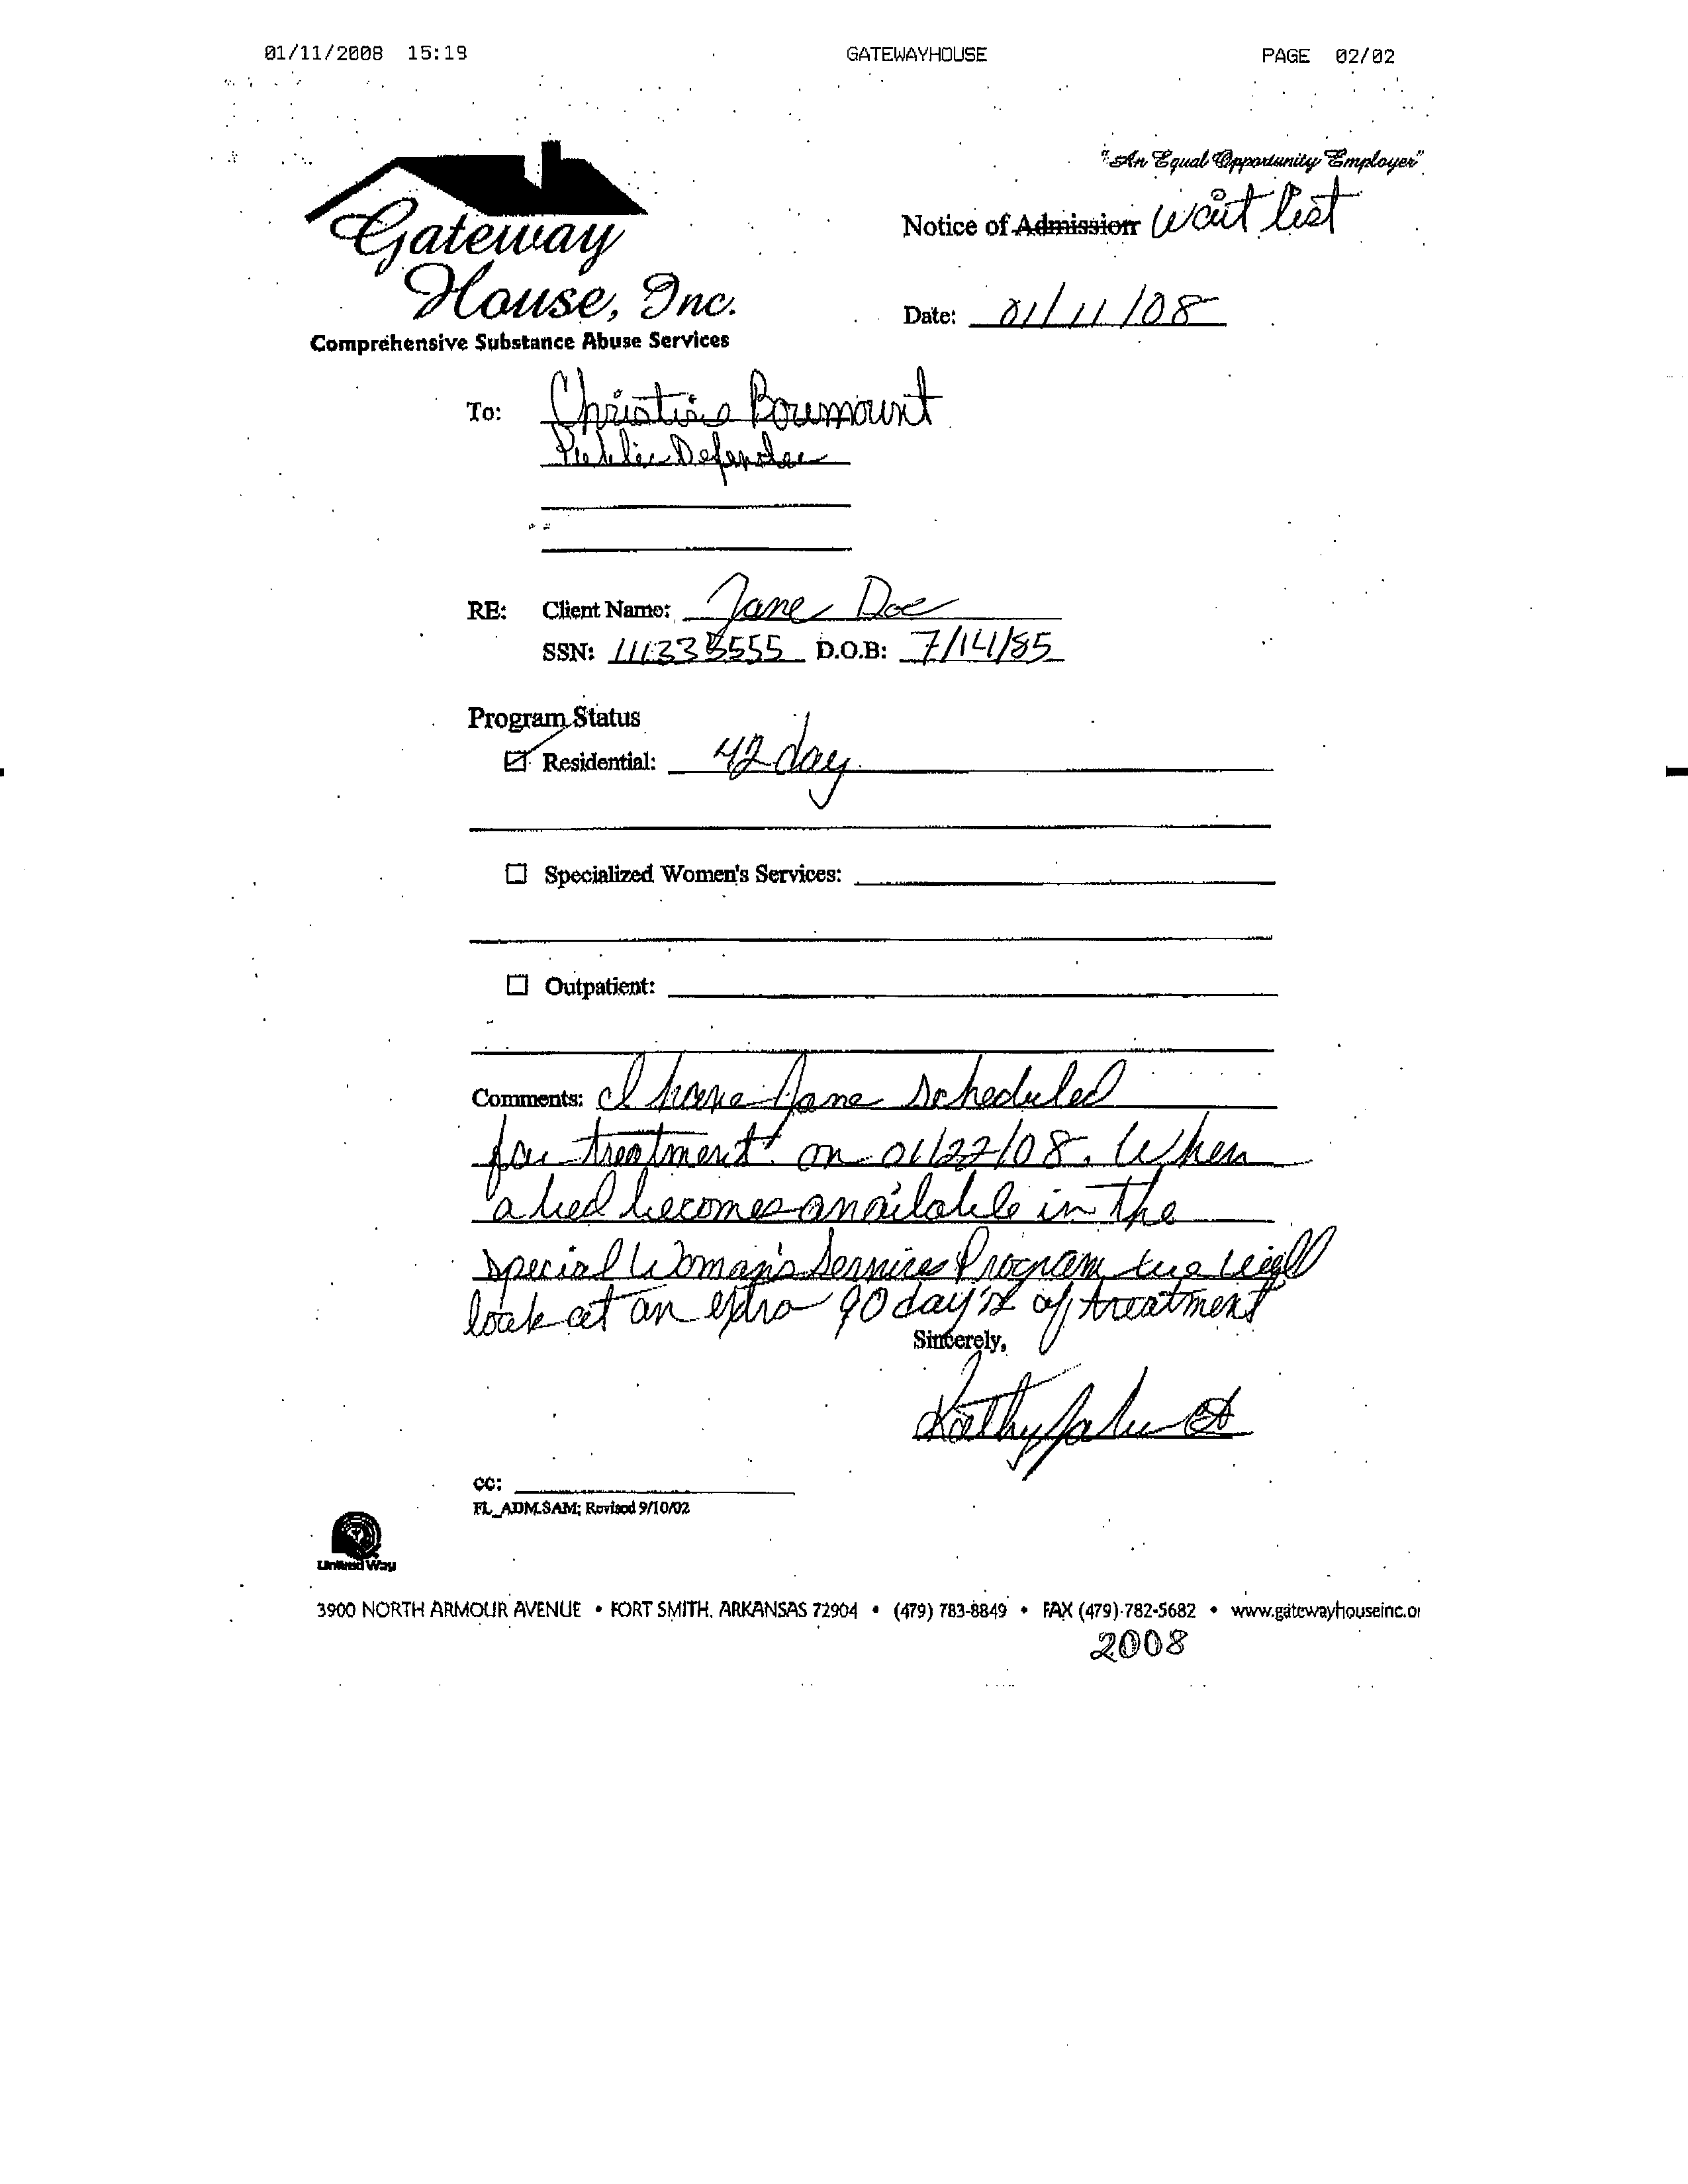 01/11/2008 15:19 GATEWAYHOUSE PAGE 02/02
"An Equal Opportunity Employer"
Gateway
House, Inc.
Comprehensive Substance Abuse Services
Notice of Admission Wait list
Date: 01/11/08
To: Christine
Public Defender
RE: Client Name: Jane Doe
SSN: 111335555 D.O.B: 7/14/85
Program Status
☑ Residential: 42 day
☐ Specialized Women's Services:
☐ Outpatient:
Comments: I have Jane scheduled
for treatment on 01/22/08. When
a bed becomes available in the
Special Woman's Services Program we will
look at an extra 90 day's of treatment
Sincerely,
Kathy
cc:
FL_ADM.SAM; Revised 9/10/02
United Way
3900 NORTH ARMOUR AVENUE • FORT SMITH, ARKANSAS 72904 • (479) 783-8849 • FAX (479) 782-5682 • www.gatewayhouseinc.or
2008